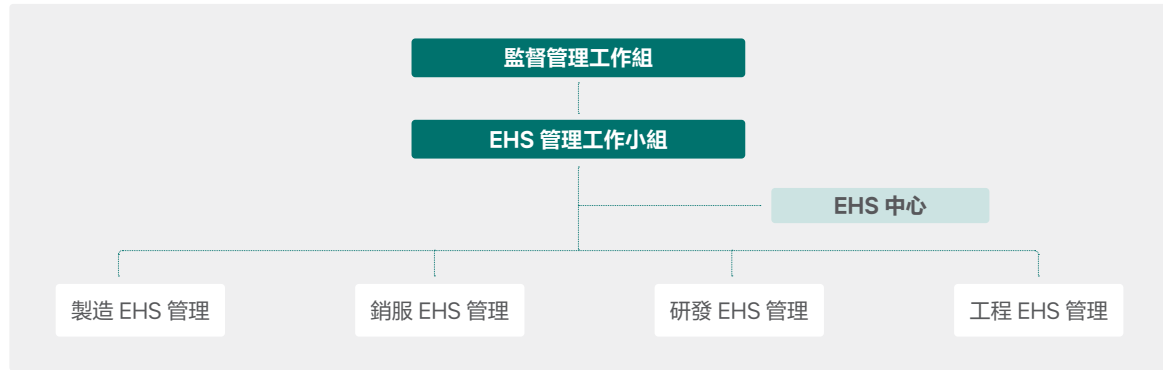 監督管理工作組
EHS 管理工作小組
EHS 中心
製造 EHS 管理
銷服 EHS 管理
研發 EHS 管理
工程 EHS 管理